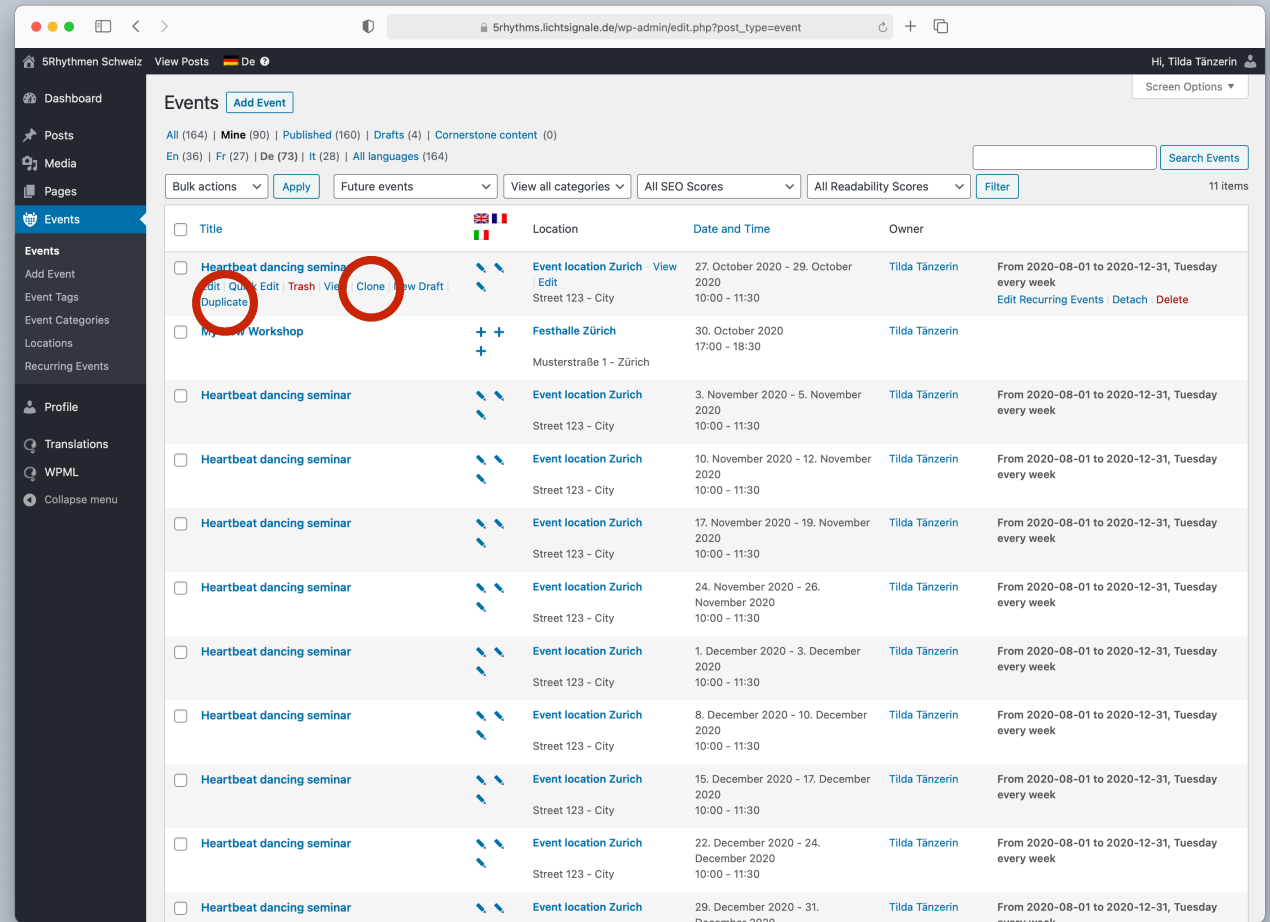 5rhythms.lichtsignale.de/wp-admin/edit.php?post_type=event
5Rhythmen Schweiz View Posts De Hi, Tilda Tänzerin
Screen Options ▼
Dashboard
Posts
Media
Pages
Events
Events
Add Event
Event Tags
Event Categories
Locations
Recurring Events
Profile
Translations
WPML
Collapse menu
Events Add Event
All (164) | Mine (90) | Published (160) | Drafts (4) | Cornerstone content (0)
En (36) | Fr (27) | De (73) | It (28) | All languages (164)
Search Events
Bulk actions Apply Future events View all categories All SEO Scores All Readability Scores Filter 11 items
Title Location Date and Time Owner
Heartbeat dancing seminar Event location Zurich - View 27. October 2020 - 29. October Tilda Tänzerin From 2020-08-01 to 2020-12-31, Tuesday
Edit | Quick Edit | Trash | View | Clone | New Draft | | Edit 2020 every week
Duplicate Street 123 - City 10:00 - 11:30 Edit Recurring Events | Detach | Delete
My New Workshop Festhalle Zürich 30. October 2020 Tilda Tänzerin
17:00 - 18:30
Musterstraße 1 - Zürich
Heartbeat dancing seminar Event location Zurich 3. November 2020 - 5. November Tilda Tänzerin From 2020-08-01 to 2020-12-31, Tuesday
2020 every week
Street 123 - City 10:00 - 11:30
Heartbeat dancing seminar Event location Zurich 10. November 2020 - 12. November Tilda Tänzerin From 2020-08-01 to 2020-12-31, Tuesday
2020 every week
Street 123 - City 10:00 - 11:30
Heartbeat dancing seminar Event location Zurich 17. November 2020 - 19. November Tilda Tänzerin From 2020-08-01 to 2020-12-31, Tuesday
2020 every week
Street 123 - City 10:00 - 11:30
Heartbeat dancing seminar Event location Zurich 24. November 2020 - 26. Tilda Tänzerin From 2020-08-01 to 2020-12-31, Tuesday
November 2020 every week
Street 123 - City 10:00 - 11:30
Heartbeat dancing seminar Event location Zurich 1. December 2020 - 3. December Tilda Tänzerin From 2020-08-01 to 2020-12-31, Tuesday
2020 every week
Street 123 - City 10:00 - 11:30
Heartbeat dancing seminar Event location Zurich 8. December 2020 - 10. December Tilda Tänzerin From 2020-08-01 to 2020-12-31, Tuesday
2020 every week
Street 123 - City 10:00 - 11:30
Heartbeat dancing seminar Event location Zurich 15. December 2020 - 17. December Tilda Tänzerin From 2020-08-01 to 2020-12-31, Tuesday
2020 every week
Street 123 - City 10:00 - 11:30
Heartbeat dancing seminar Event location Zurich 22. December 2020 - 24. Tilda Tänzerin From 2020-08-01 to 2020-12-31, Tuesday
December 2020 every week
Street 123 - City 10:00 - 11:30
Heartbeat dancing seminar Event location Zurich 29. December 2020 - 31. Tilda Tänzerin From 2020-08-01 to 2020-12-31, Tuesday
December 2020 every week